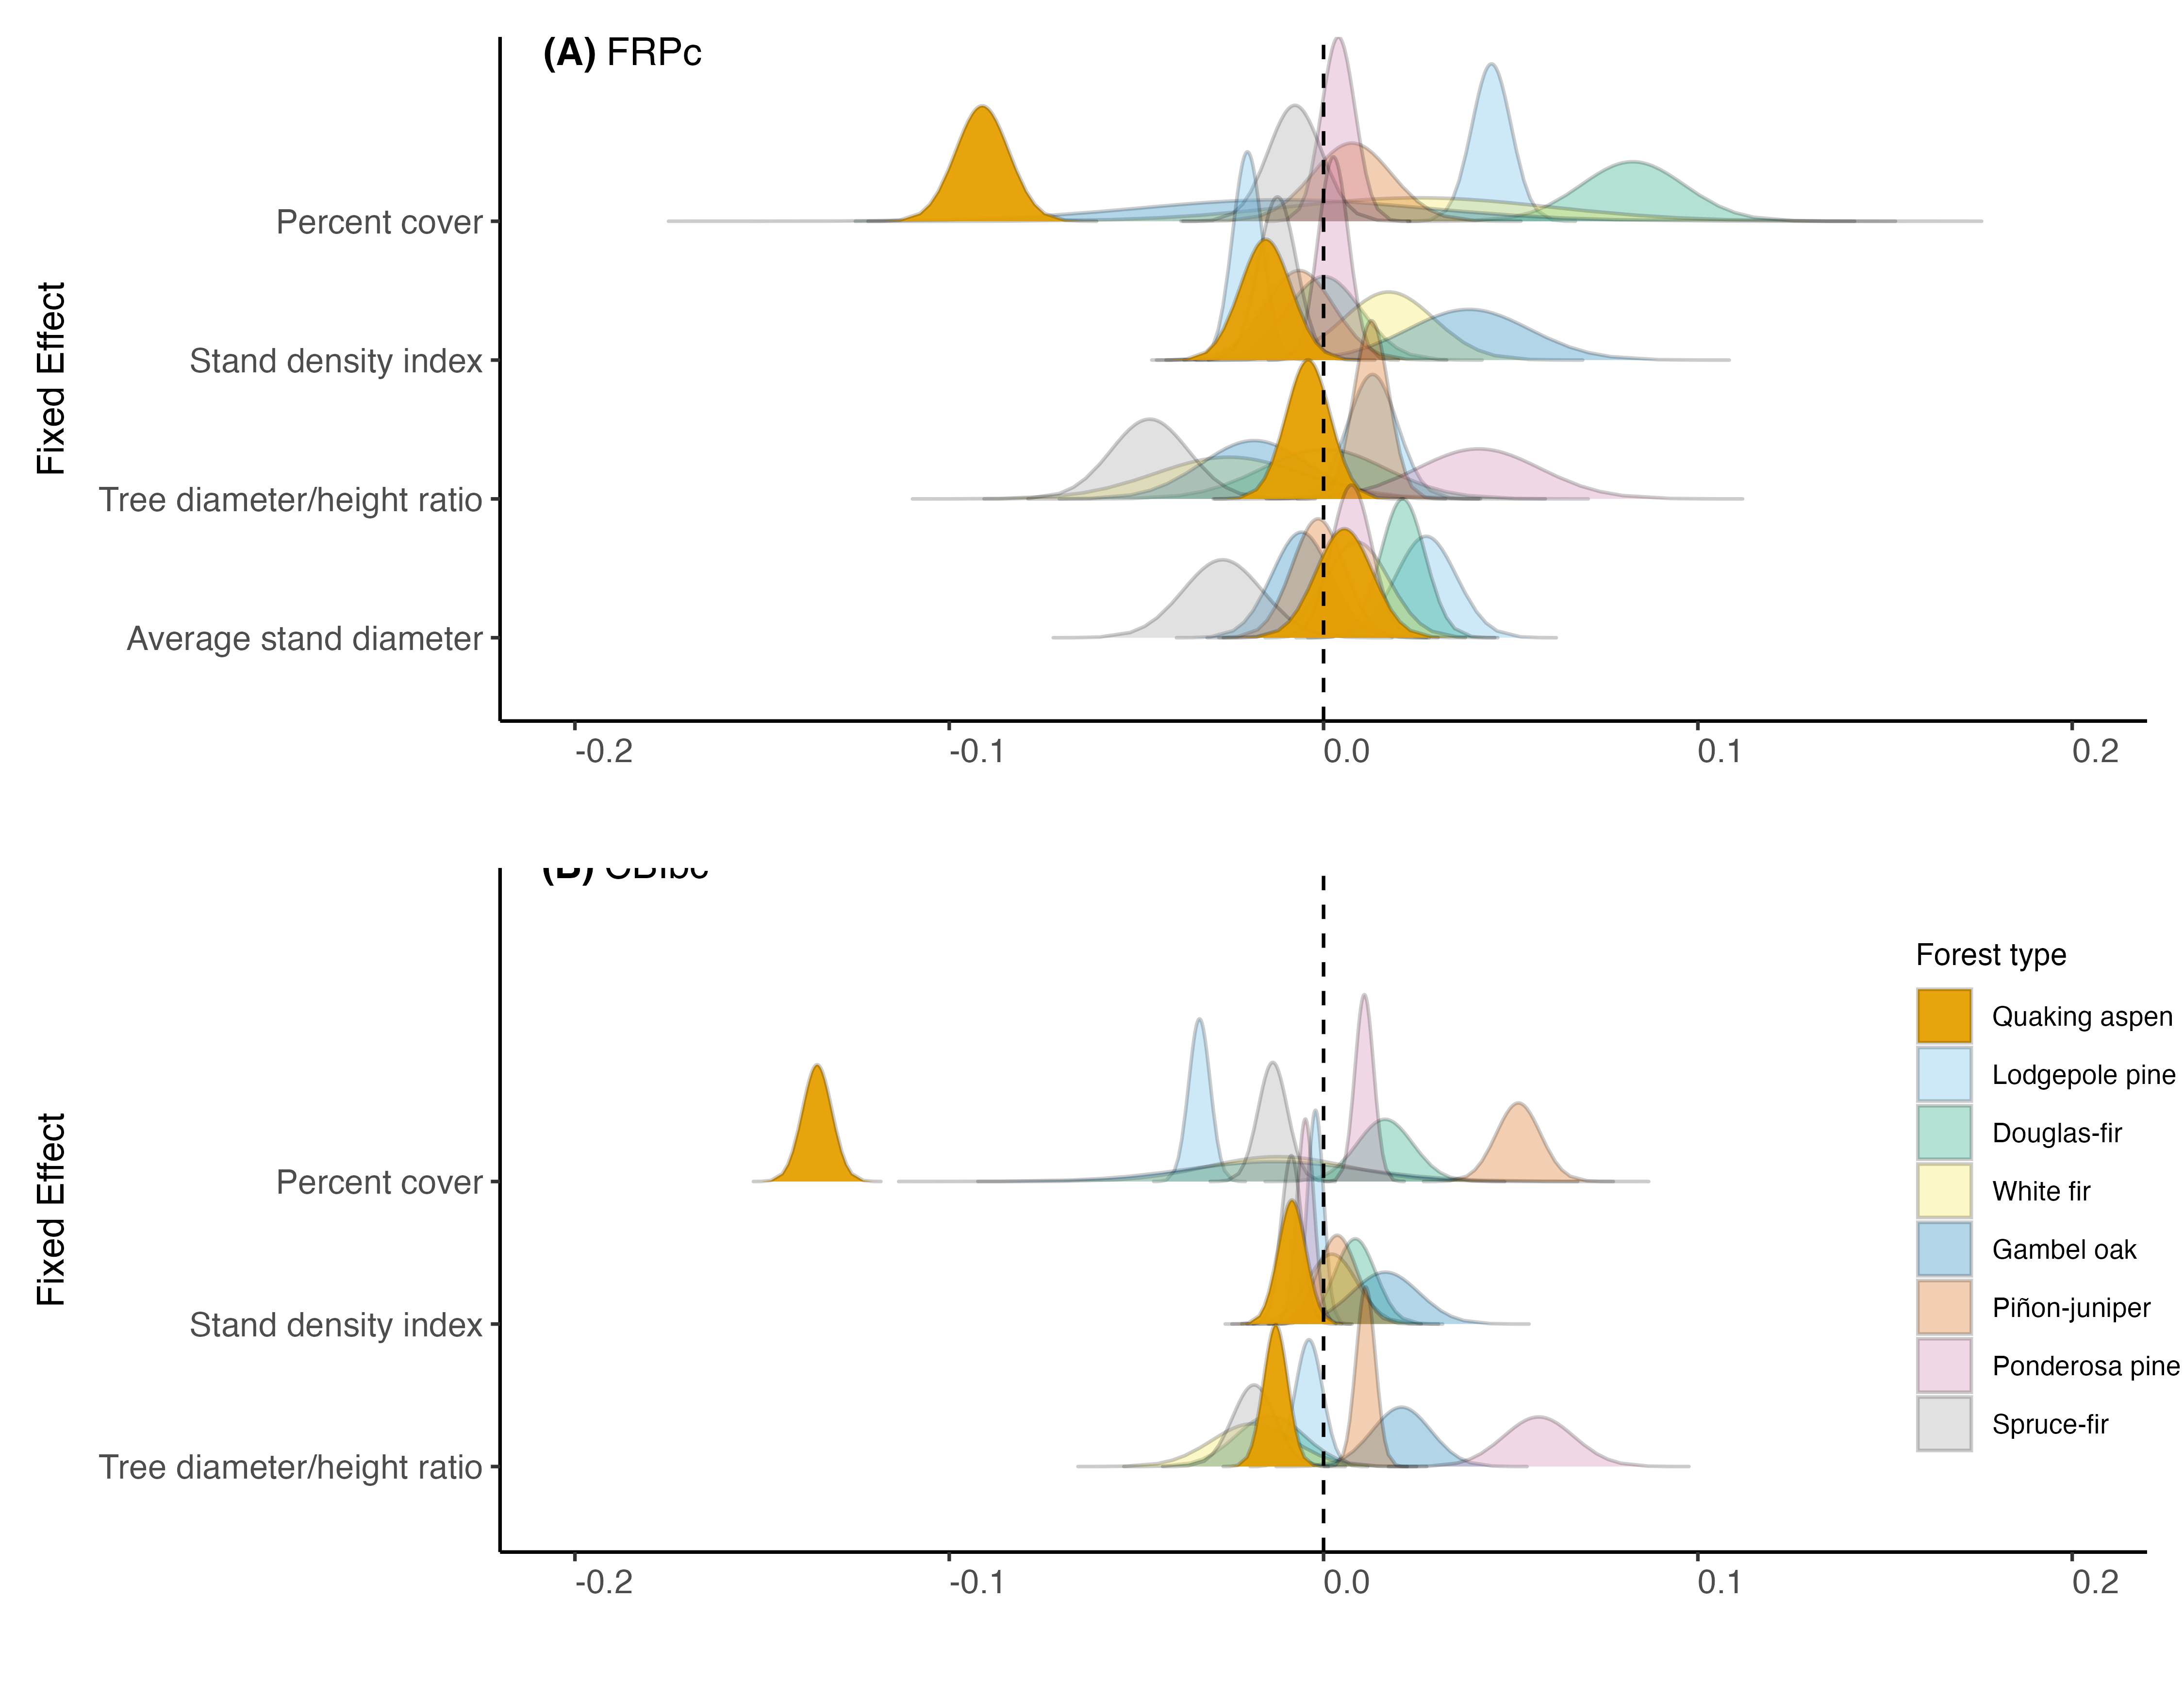 (A) FRPc
Fixed Effect
Percent cover
Stand density index
Tree diameter/height ratio
Average stand diameter
-0.2 -0.1 0.0 0.1 0.2
(B) CBIbc
Fixed Effect
Percent cover
Stand density index
Tree diameter/height ratio
-0.2 -0.1 0.0 0.1 0.2
Forest type
Quaking aspen
Lodgepole pine
Douglas-fir
White fir
Gambel oak
Piñon-juniper
Ponderosa pine
Spruce-fir